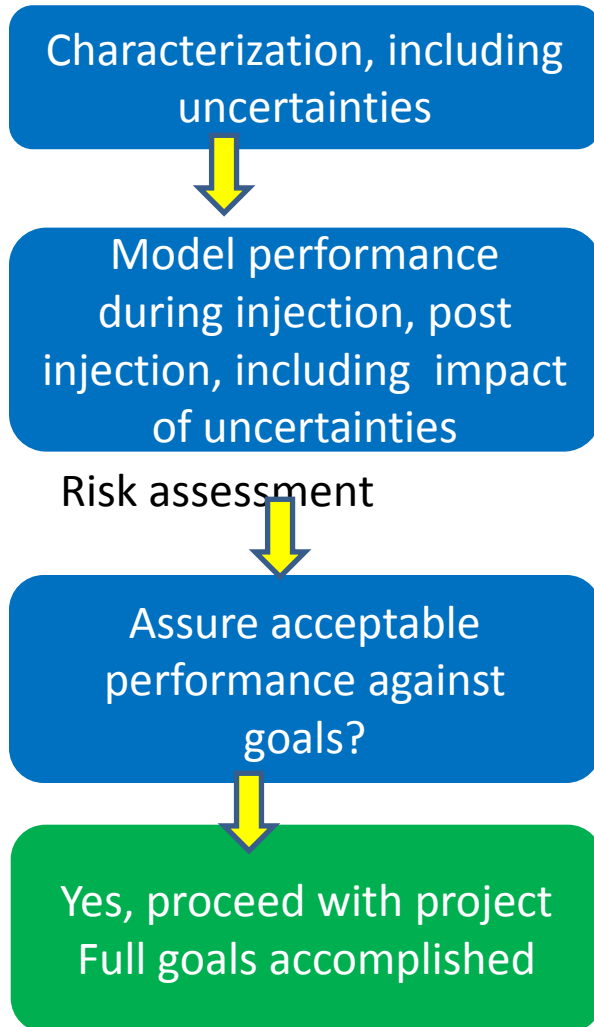 Characterization, including
uncertainties
Model performance
during injection, post
injection, including  impact
of uncertainties
Risk assessment
Assure acceptable
performance against
goals?
Yes, proceed with project
Full goals accomplished